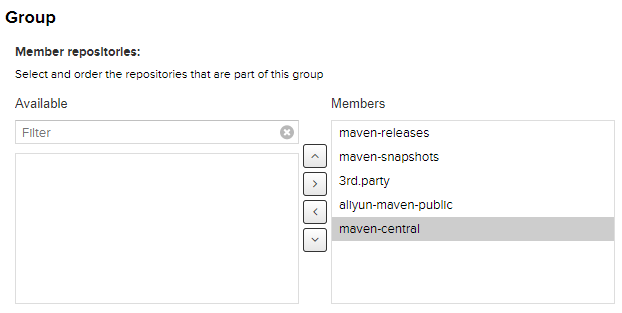 Group
Member repositories:
Select and order the repositories that are part of this group
Available
Members
Filter
maven-releases
maven-snapshots
3rd.party
aliyun-maven-public
maven-central